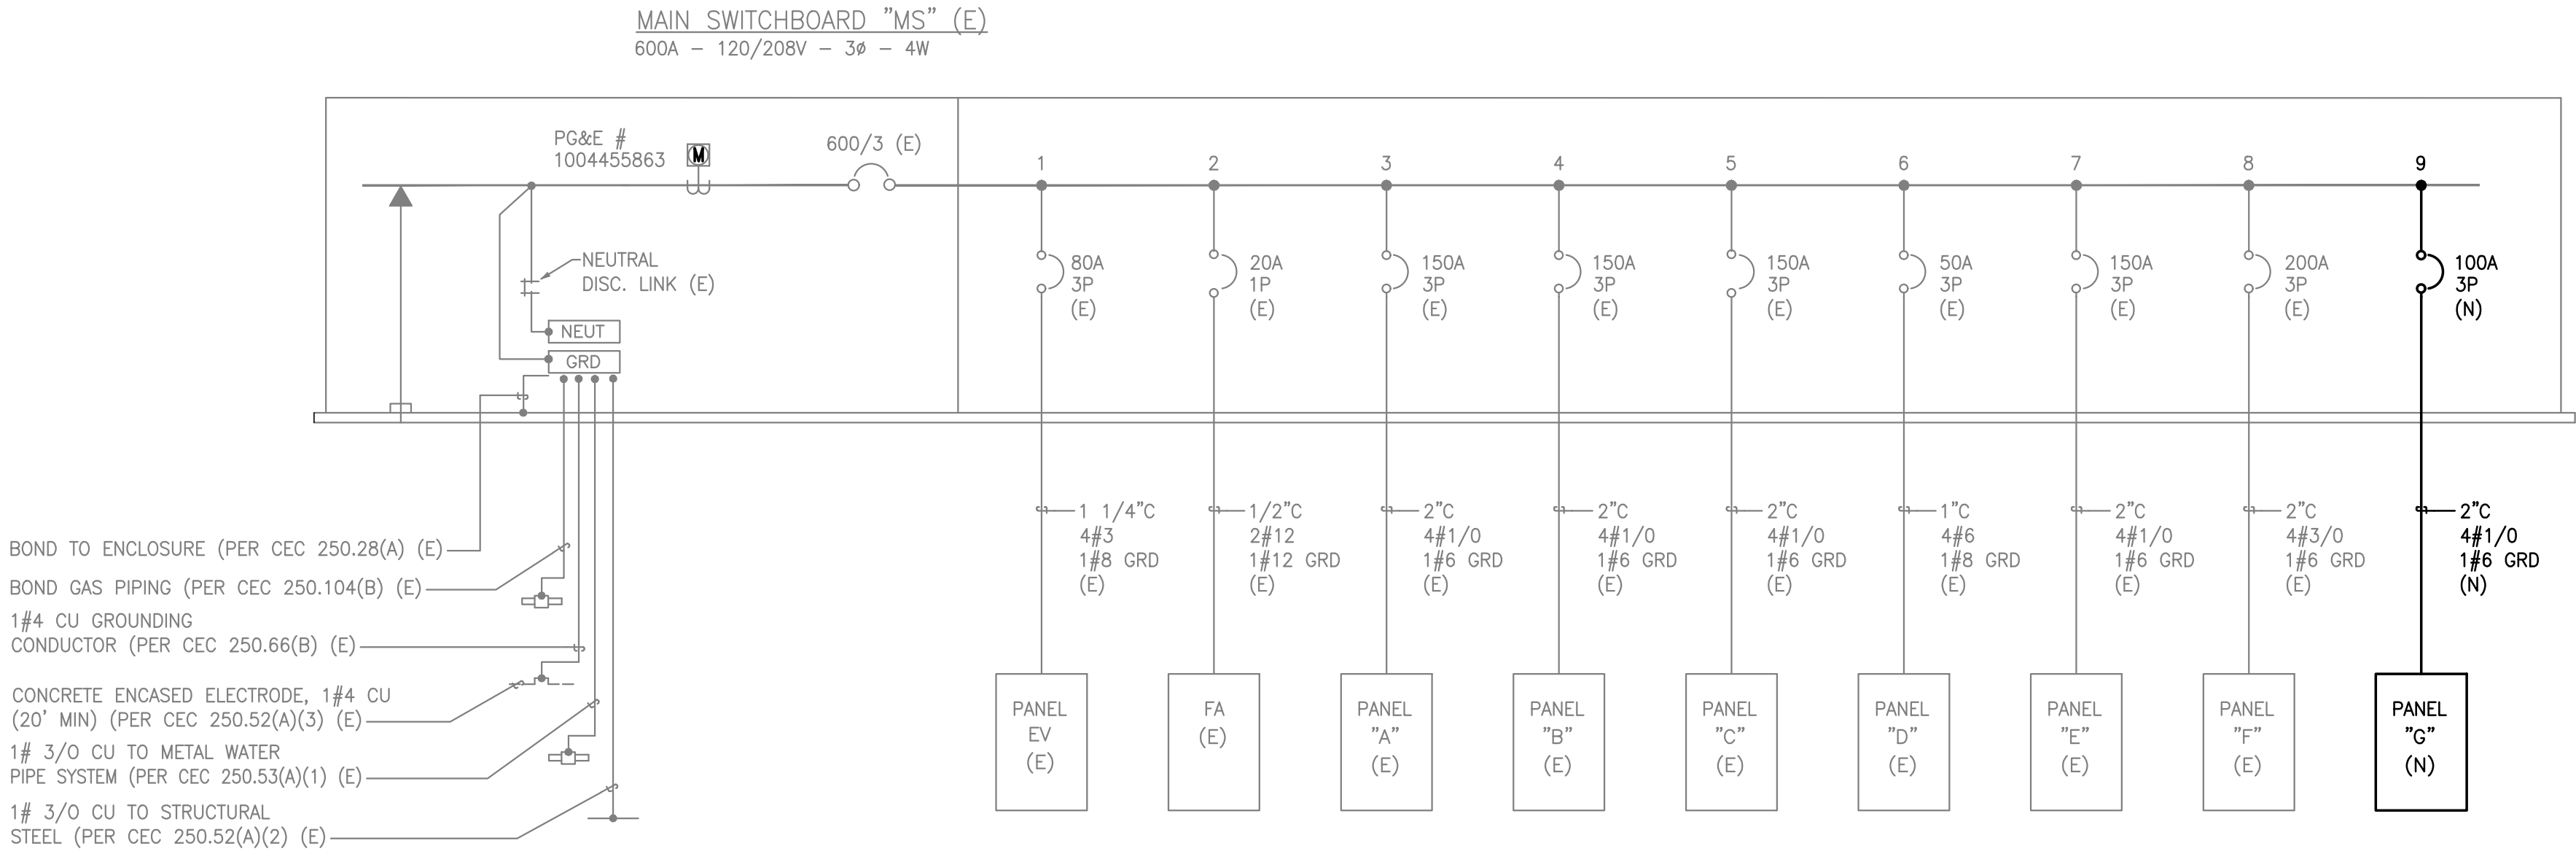 MAIN SWITCHBOARD "MS" (E)
600A - 120/208V - 3ø - 4W
PG&E #
1004455863
M
600/3 (E)
NEUTRAL
DISC. LINK (E)
NEUT
GRD
1
80A
3P
(E)
2
20A
1P
(E)
3
150A
3P
(E)
4
150A
3P
(E)
5
150A
3P
(E)
6
50A
3P
(E)
7
150A
3P
(E)
8
200A
3P
(E)
9
100A
3P
(N)
BOND TO ENCLOSURE (PER CEC 250.28(A) (E)
BOND GAS PIPING (PER CEC 250.104(B) (E)
1#4 CU GROUNDING
CONDUCTOR (PER CEC 250.66(B) (E)
CONCRETE ENCASED ELECTRODE, 1#4 CU
(20' MIN) (PER CEC 250.52(A)(3) (E)
1# 3/0 CU TO METAL WATER
PIPE SYSTEM (PER CEC 250.53(A)(1) (E)
1# 3/0 CU TO STRUCTURAL
STEEL (PER CEC 250.52(A)(2) (E)
1 1/4"C
4#3
1#8 GRD
(E)
1/2"C
2#12
1#12 GRD
(E)
2"C
4#1/0
1#6 GRD
(E)
2"C
4#1/0
1#6 GRD
(E)
2"C
4#1/0
1#6 GRD
(E)
1"C
4#6
1#8 GRD
(E)
2"C
4#1/0
1#6 GRD
(E)
2"C
4#3/0
1#6 GRD
(E)
2"C
4#1/0
1#6 GRD
(N)
PANEL
EV
(E)
FA
(E)
PANEL
"A"
(E)
PANEL
"B"
(E)
PANEL
"C"
(E)
PANEL
"D"
(E)
PANEL
"E"
(E)
PANEL
"F"
(E)
PANEL
"G"
(N)